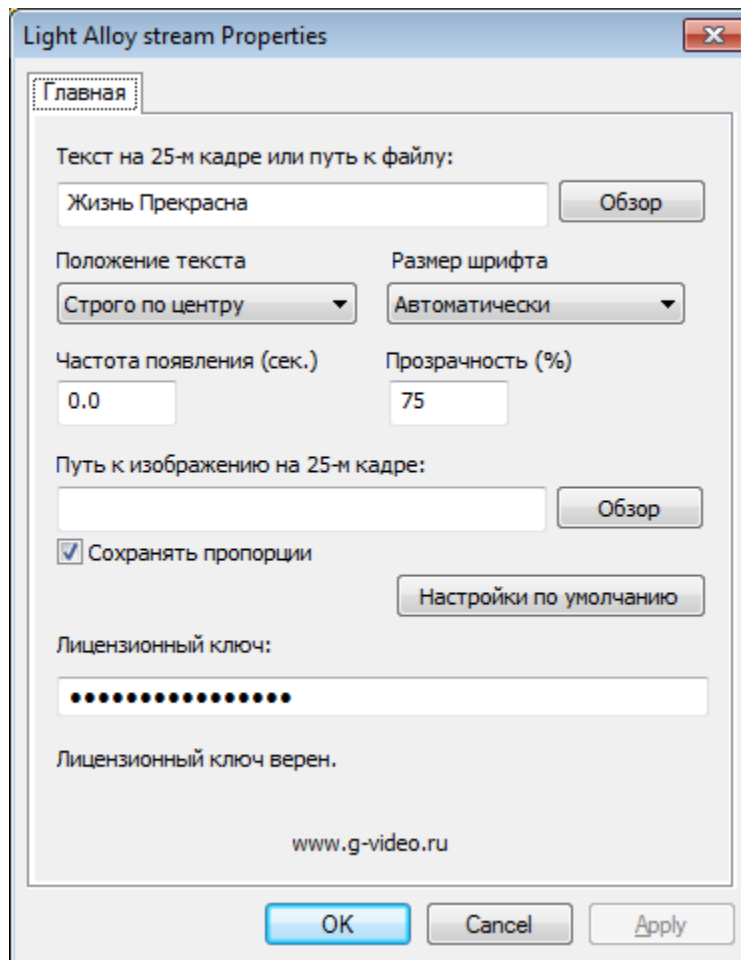 Light Alloy stream Properties
Главная
Текст на 25-м кадре или путь к файлу:
Жизнь Прекрасна
Обзор
Положение текста Размер шрифта
Строго по центру Автоматически
Частота появления (сек.) Прозрачность (%)
0.0 75
Путь к изображению на 25-м кадре:
Обзор
Сохранять пропорции
Настройки по умолчанию
Лицензионный ключ:
••••••••••••••••
Лицензионный ключ верен.
www.g-video.ru
OK Cancel Apply